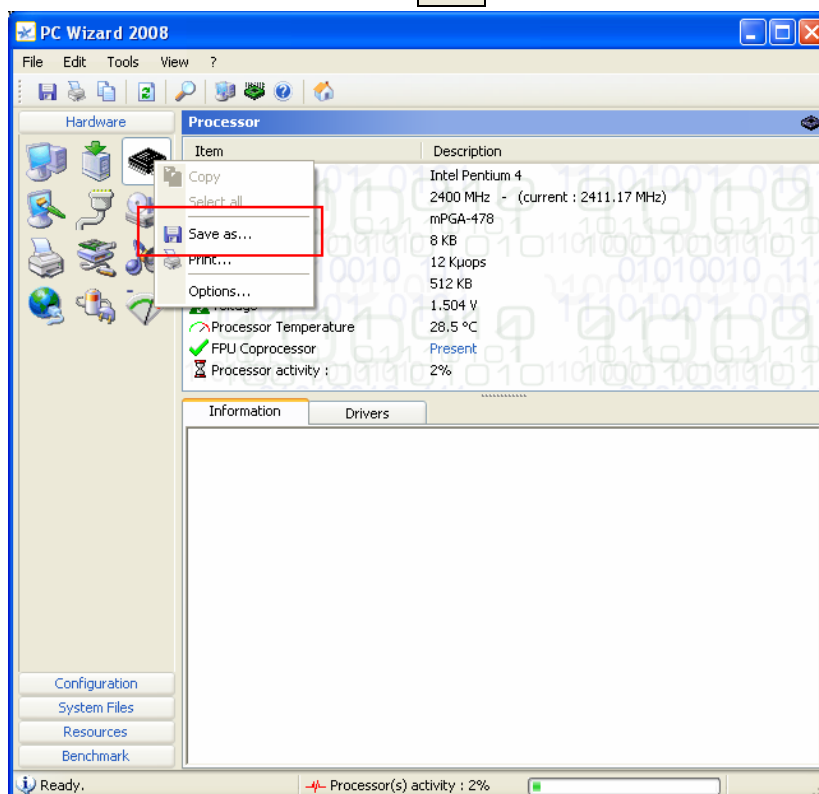 PC Wizard 2008
File Edit Tools View ?
Hardware
Processor
Item Description
Copy
Select all
Save as...
Print...
Options...
Intel Pentium 4
2400 MHz - (current : 2411.17 MHz)
mPGA-478
8 KB
12 Kµops
512 KB
Voltage 1.504 V
Processor Temperature 28.5 °C
FPU Coprocessor Present
Processor activity : 2%
Information Drivers
Configuration
System Files
Resources
Benchmark
Ready. Processor(s) activity : 2%